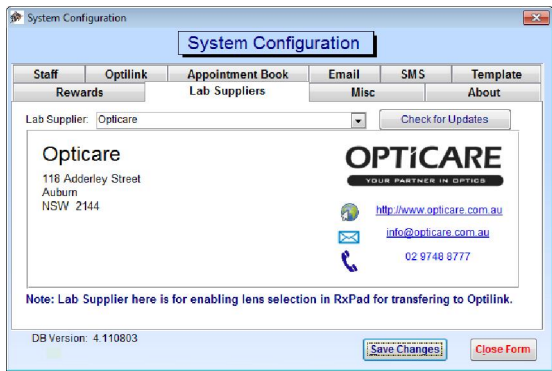 System Configuration
System Configuration
Staff Optilink Appointment Book Email SMS Template
Rewards Lab Suppliers Misc About
Lab Supplier: Opticare Check for Updates
Opticare
118 Adderley Street
Auburn
NSW 2144
OPTiCARE
YOUR PARTNER IN OPTICS
http://www.opticare.com.au
info@opticare.com.au
02 9748 8777
Note: Lab Supplier here is for enabling lens selection in RxPad for transfering to Optilink.
DB Version: 4.110803
Save Changes Close Form